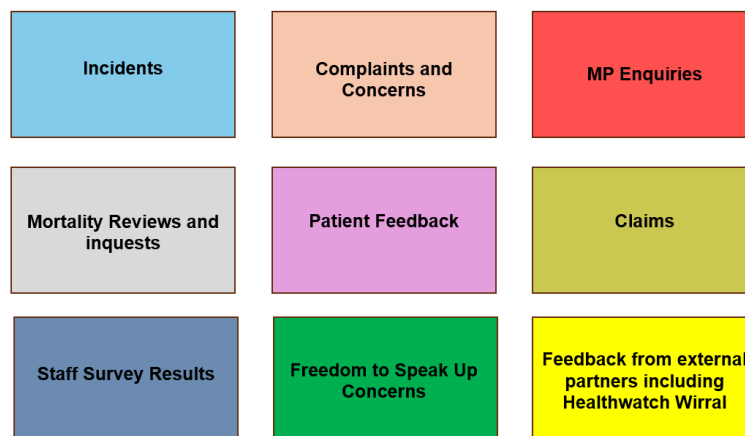 Incidents
Complaints and
Concerns
MP Enquiries
Mortality Reviews and
inquests
Patient Feedback
Claims
Staff Survey Results
Freedom to Speak Up
Concerns
Feedback from external
partners including
Healthwatch Wirral